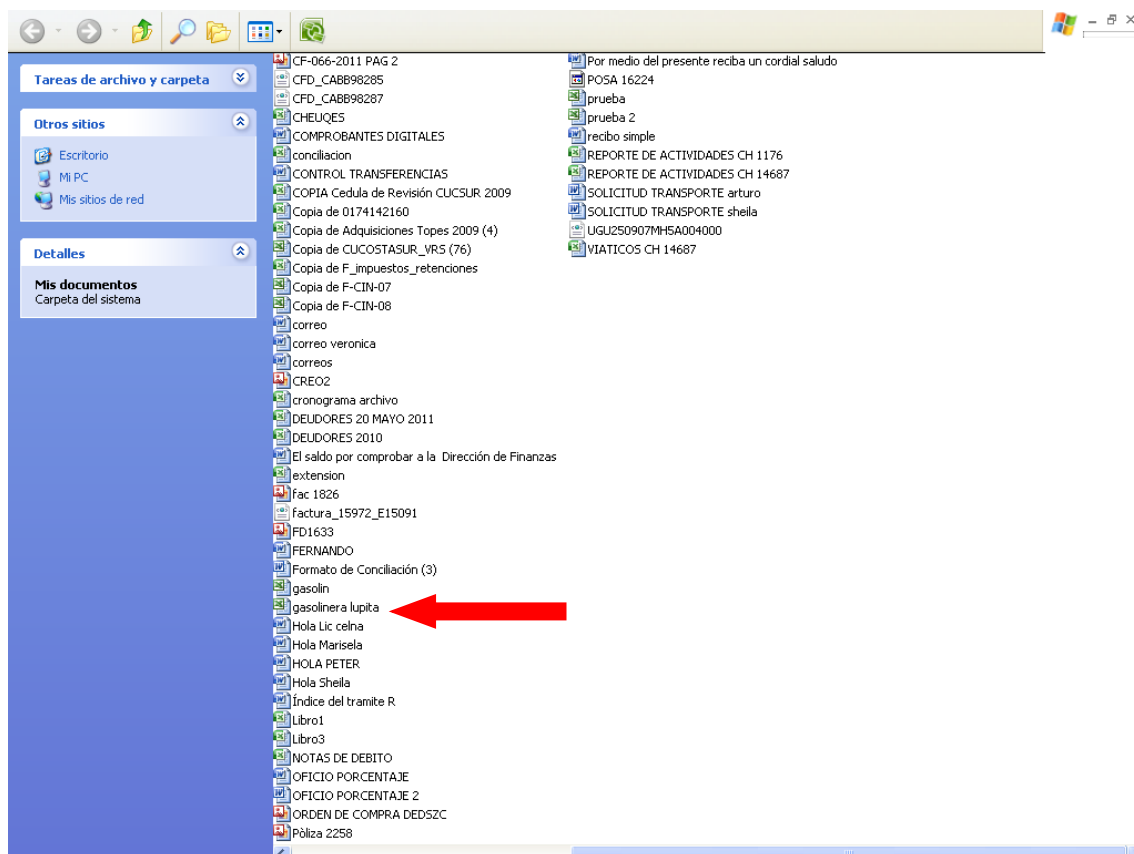 Tareas de archivo y carpeta
Otros sitios
Escritorio
Mi PC
Mis sitios de red
Detalles
Mis documentos
Carpeta del sistema
CF-066-2011 PAG 2
CFD_CABB98285
CFD_CABB98287
CHEUQES
COMPROBANTES DIGITALES
conciliacion
CONTROL TRANSFERENCIAS
COPIA Cedula de Revisión CUCSUR 2009
Copia de 0174142160
Copia de Adquisiciones Topes 2009 (4)
Copia de CUCOSTASUR_VRS (76)
Copia de F_impuestos_retenciones
Copia de F-CIN-07
Copia de F-CIN-08
correo
correo veronica
correos
CREO2
cronograma archivo
DEUDORES 20 MAYO 2011
DEUDORES 2010
El saldo por comprobar a la  Dirección de Finanzas
extension
fac 1826
factura_15972_E15091
FD1633
FERNANDO
Formato de Conciliación (3)
gasolin
gasolinera lupita
Hola Lic celna
Hola Marisela
HOLA PETER
Hola Sheila
Índice del tramite R
Libro1
Libro3
NOTAS DE DEBITO
OFICIO PORCENTAJE
OFICIO PORCENTAJE 2
ORDEN DE COMPRA DEDSZC
Pòliza 2258
Por medio del presente reciba un cordial saludo
POSA 16224
prueba
prueba 2
recibo simple
REPORTE DE ACTIVIDADES CH 1176
REPORTE DE ACTIVIDADES CH 14687
SOLICITUD TRANSPORTE arturo
SOLICITUD TRANSPORTE sheila
UGU250907MH5A004000
VIATICOS CH 14687